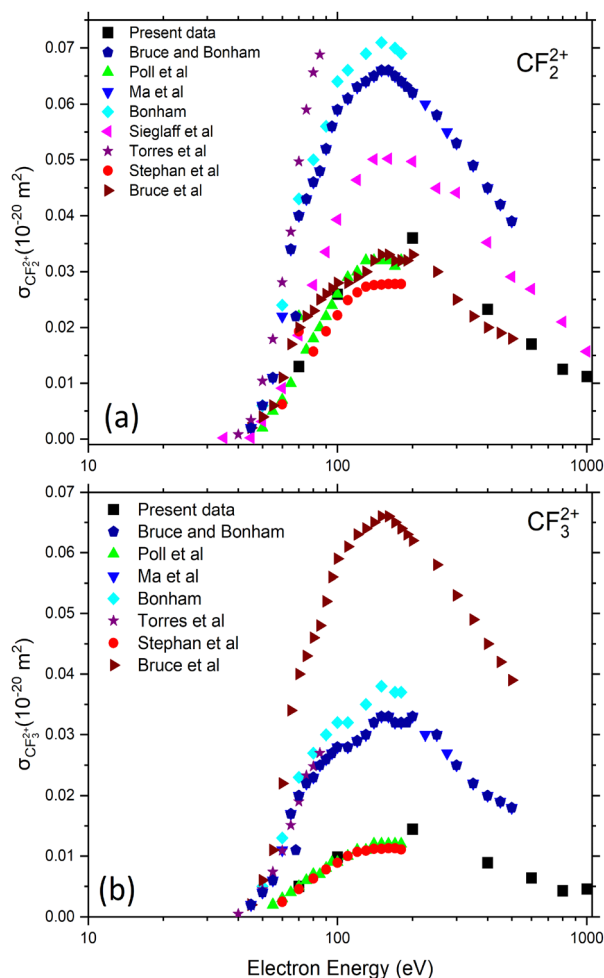 0.07
0.06
0.05
0.04
0.03
0.02
0.01
0.00
σCF₂²⁺(10⁻²⁰ m²)
Present data
Bruce and Bonham
Poll et al
Ma et al
Bonham
Sieglaff et al
Torres et al
Stephan et al
Bruce et al
CF₂²⁺
(a)
10
100
1000
0.07
0.06
0.05
0.04
0.03
0.02
0.01
0.00
σCF₃²⁺(10⁻²⁰ m²)
Present data
Bruce and Bonham
Poll et al
Ma et al
Bonham
Torres et al
Stephan et al
Bruce et al
CF₃²⁺
(b)
10
100
1000
Electron Energy (eV)